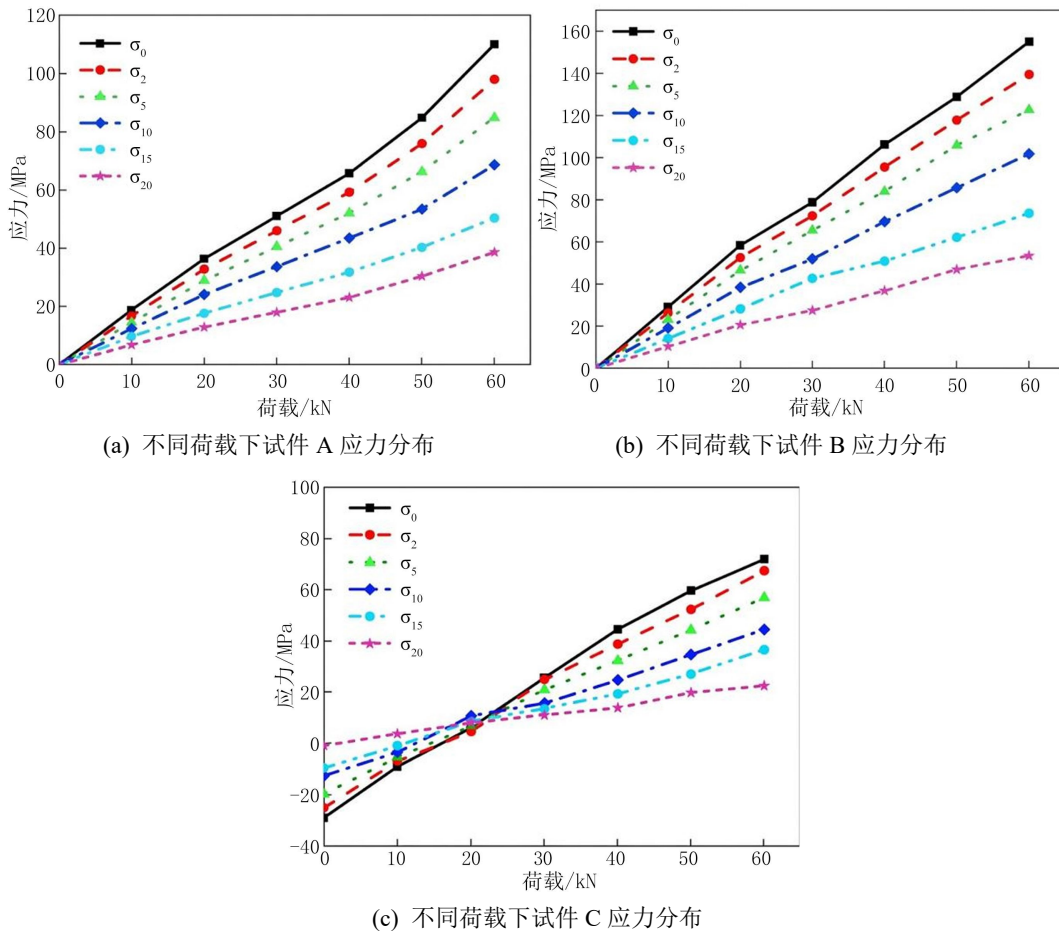 120
100
80
60
40
20
0
应力/MPa
σ₀
σ₂
σ₅
σ₁₀
σ₁₅
σ₂₀
0 10 20 30 40 50 60
荷载/kN
(a) 不同荷载下试件 A 应力分布
160
140
120
100
80
60
40
20
0
应力/MPa
σ₀
σ₂
σ₅
σ₁₀
σ₁₅
σ₂₀
0 10 20 30 40 50 60
荷载/kN
(b) 不同荷载下试件 B 应力分布
100
80
60
40
20
0
-20
-40
应力/MPa
σ₀
σ₂
σ₅
σ₁₀
σ₁₅
σ₂₀
0 10 20 30 40 50 60
荷载/kN
(c) 不同荷载下试件 C 应力分布